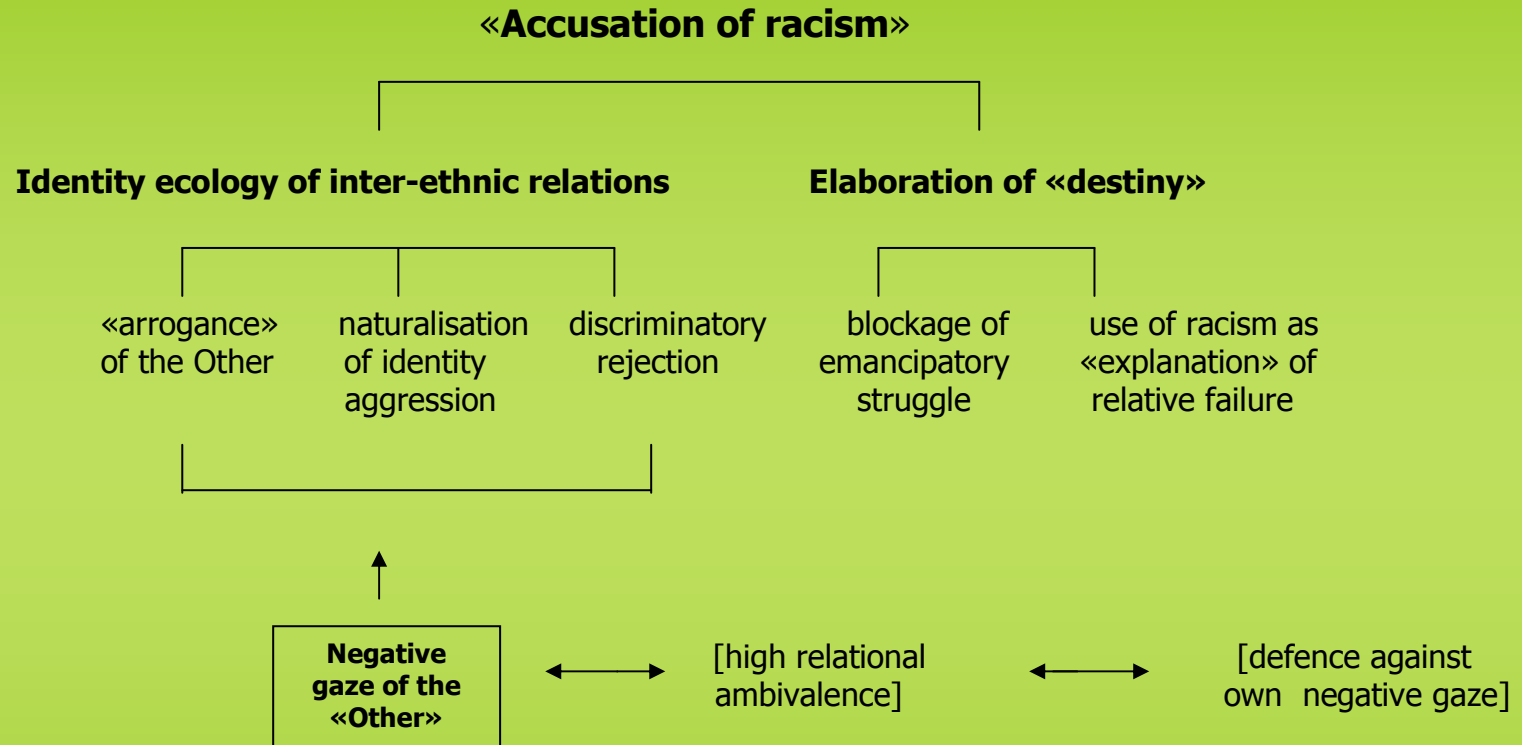 «Accusation of racism»
Identity ecology of inter-ethnic relations
Elaboration of «destiny»
«arrogance»
of the Other
naturalisation
of identity
aggression
discriminatory
rejection
blockage of
emancipatory
struggle
use of racism as
«explanation» of
relative failure
Negative
gaze of the
«Other»
[high relational
ambivalence]
[defence against
own negative gaze]